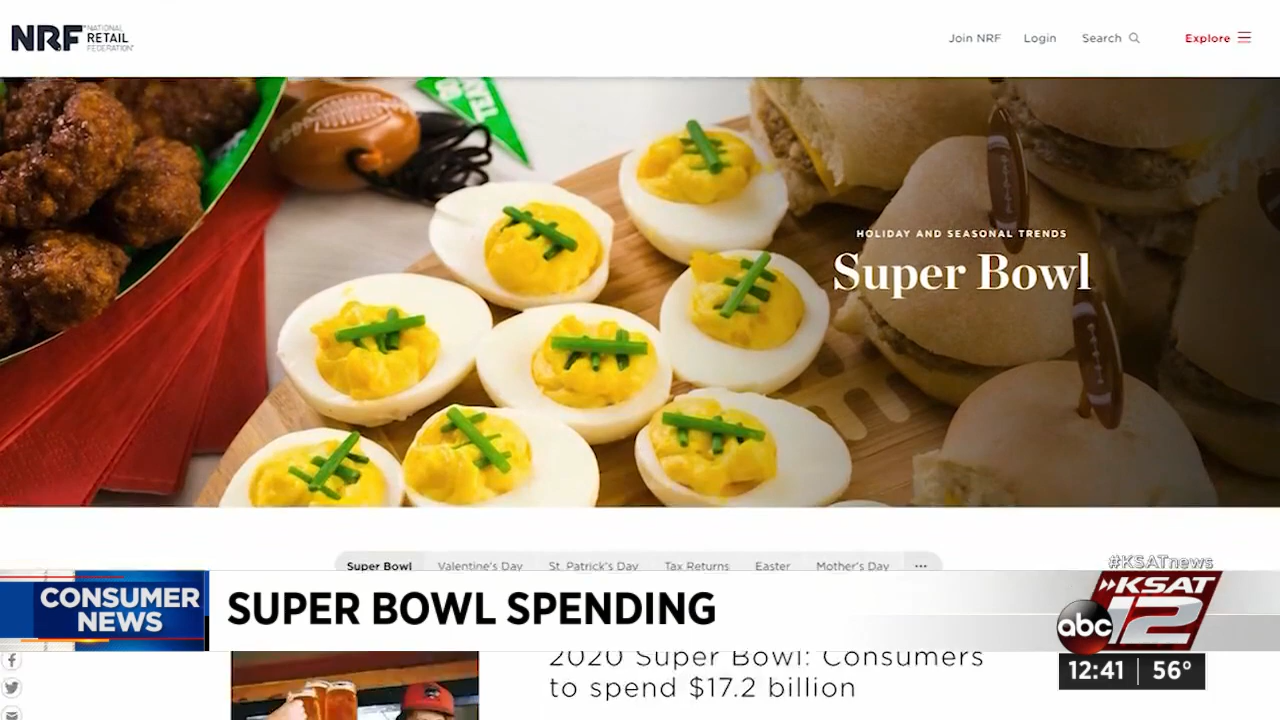 NRF NATIONAL
RETAIL
FEDERATION
Join NRF Login Search Explore
HOLIDAY AND SEASONAL TRENDS
Super Bowl
Super Bowl Valentine's Day St. Patrick's Day Tax Returns Easter Mother's Day ...
#KSATnews
CONSUMER
NEWS
SUPER BOWL SPENDING
KSAT
abc 12
2020 Super Bowl: Consumers
to spend $17.2 billion
12:41 56°